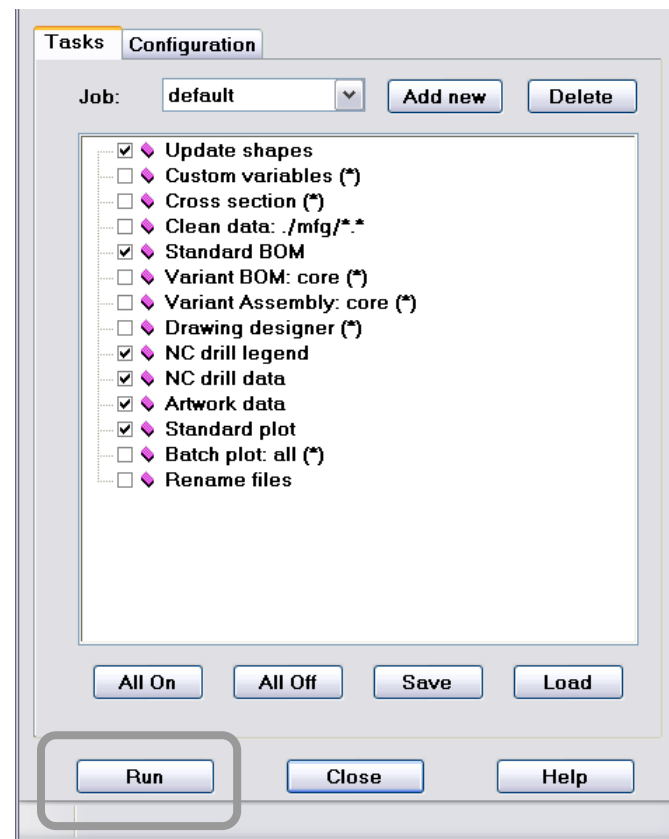 Tasks Configuration
Job: default Add new Delete
Update shapes
Custom variables (*)
Cross section (*)
Clean data: ./mfg/*.*
Standard BOM
Variant BOM: core (*)
Variant Assembly: core (*)
Drawing designer (*)
NC drill legend
NC drill data
Artwork data
Standard plot
Batch plot: all (*)
Rename files
All On All Off Save Load
Run Close Help